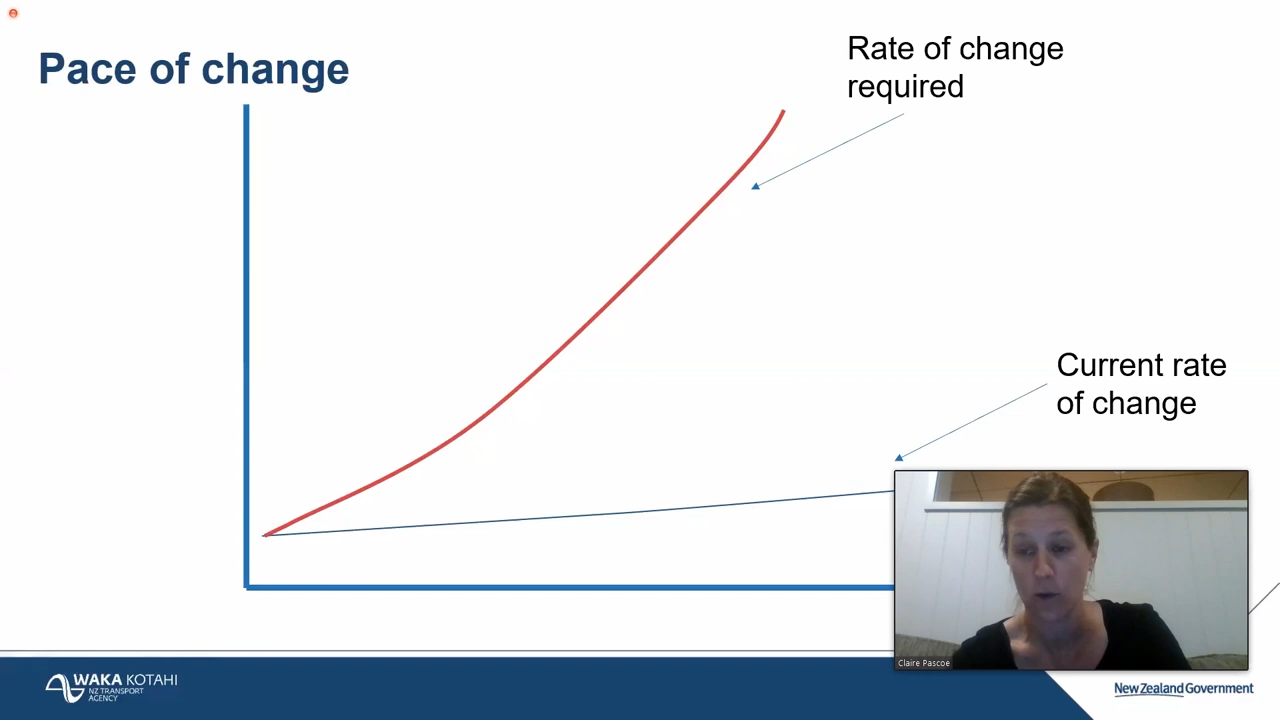 Pace of change
Rate of change
required
Current rate
of change
Claire Pascoe
WAKA KOTAHI
NZ TRANSPORT
AGENCY
New Zealand Government